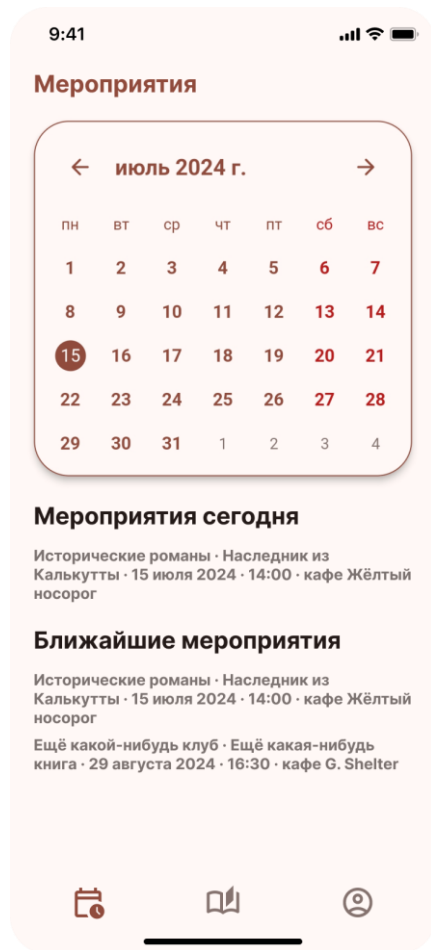 9:41
Мероприятия
июль 2024 г.
пн вт ср чт пт сб вс
1 2 3 4 5 6 7
8 9 10 11 12 13 14
15 16 17 18 19 20 21
22 23 24 25 26 27 28
29 30 31 1 2 3 4
Мероприятия сегодня
Исторические романы · Наследник из
Калькутты · 15 июля 2024 · 14:00 · кафе Жёлтый
носорог
Ближайшие мероприятия
Исторические романы · Наследник из
Калькутты · 15 июля 2024 · 14:00 · кафе Жёлтый
носорог
Ещё какой-нибудь клуб · Ещё какая-нибудь
книга · 29 августа 2024 · 16:30 · кафе G. Shelter